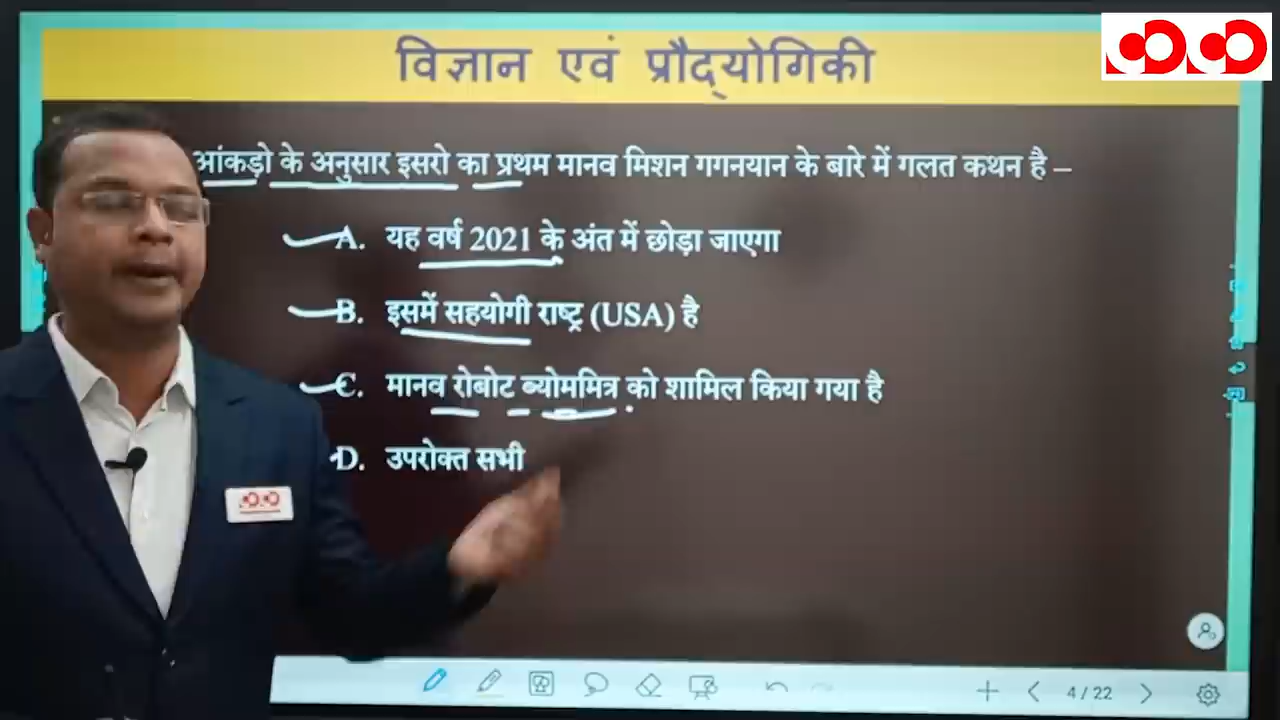 विज्ञान एवं प्रौद्योगिकी
आंकड़ो के अनुसार इसरो का प्रथम मानव मिशन गगनयान के बारे में गलत कथन है –
A. यह वर्ष 2021 के अंत में छोड़ा जाएगा
B. इसमें सहयोगी राष्ट्र (USA) है
C. मानव रोबोट ब्योममित्र को शामिल किया गया है
D. उपरोक्त सभी
4 / 22